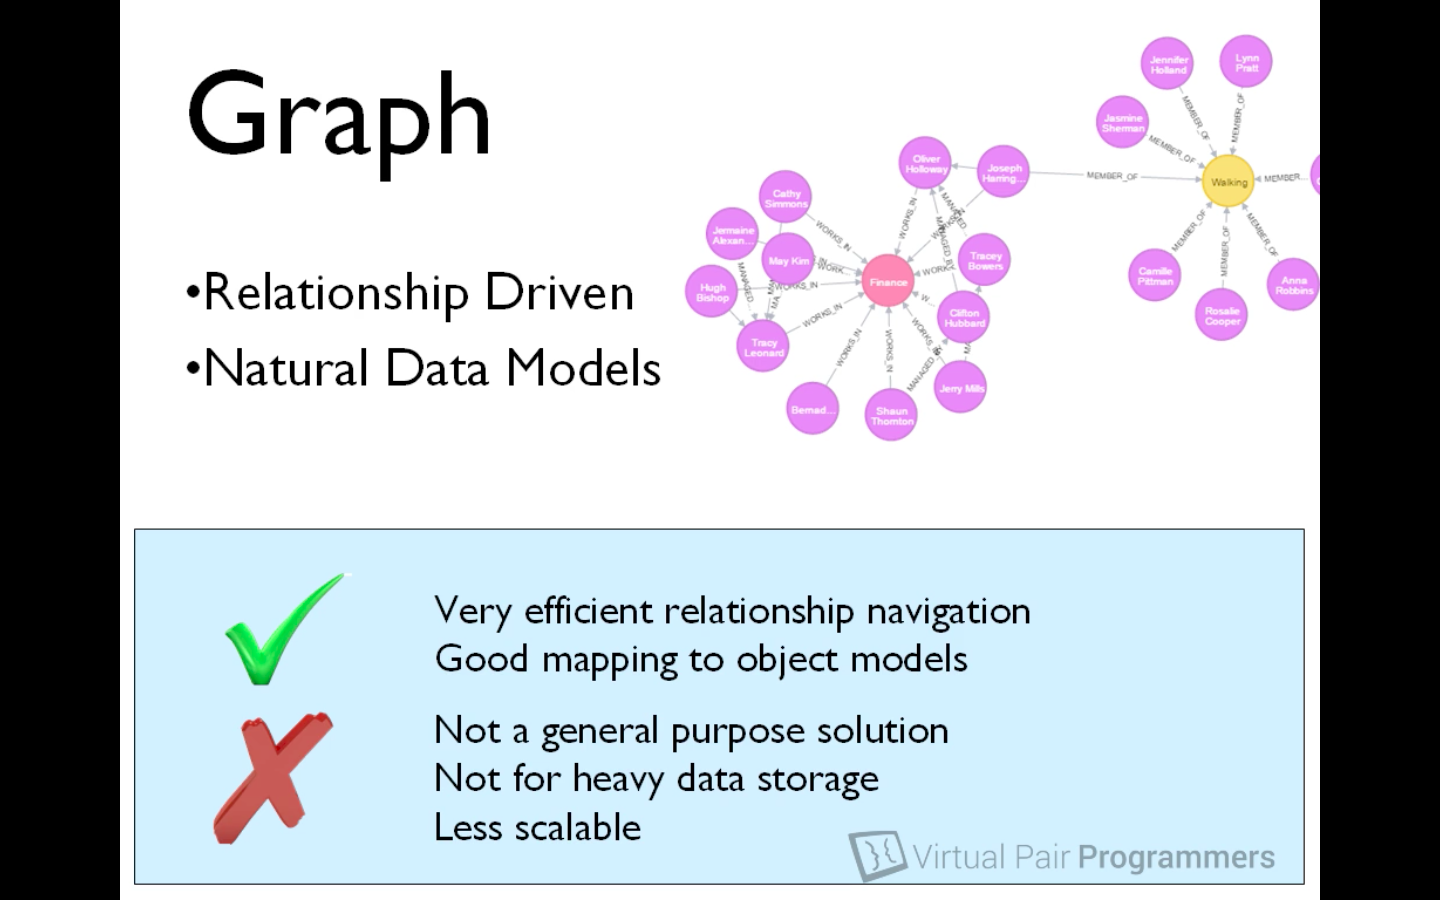 Graph
•Relationship Driven
•Natural Data Models
Jennifer
Holland
Lynn
Pratt
Jasmine
Sherman
MEMBER_OF
MEMBER_OF
MEMBER_OF
Oliver
Holloway
Joseph
Harring...
MEMBER_OF
Walking
MEMBER...
Cathy
Simmons
WORKS_IN
WORKS_IN
MANAGED_BY
Jermaine
Alexan...
May Kim
Tracey
Bowers
MEMBER_OF
MEMBER_OF
MEMBER_OF
Camille
Pittman
Anna
Robbins
Rosalie
Cooper
Hugh
Bishop
MANAGED...
WORKS_IN
Finance
Clifton
Hubbard
Tracy
Leonard
WORKS_IN
WORKS_IN
WORKS_IN
WORKS_IN
MANAGED_BY
Bernad...
Shaun
Thornton
Jerry Mills
Very efficient relationship navigation
Good mapping to object models
Not a general purpose solution
Not for heavy data storage
Less scalable
Virtual Pair Programmers